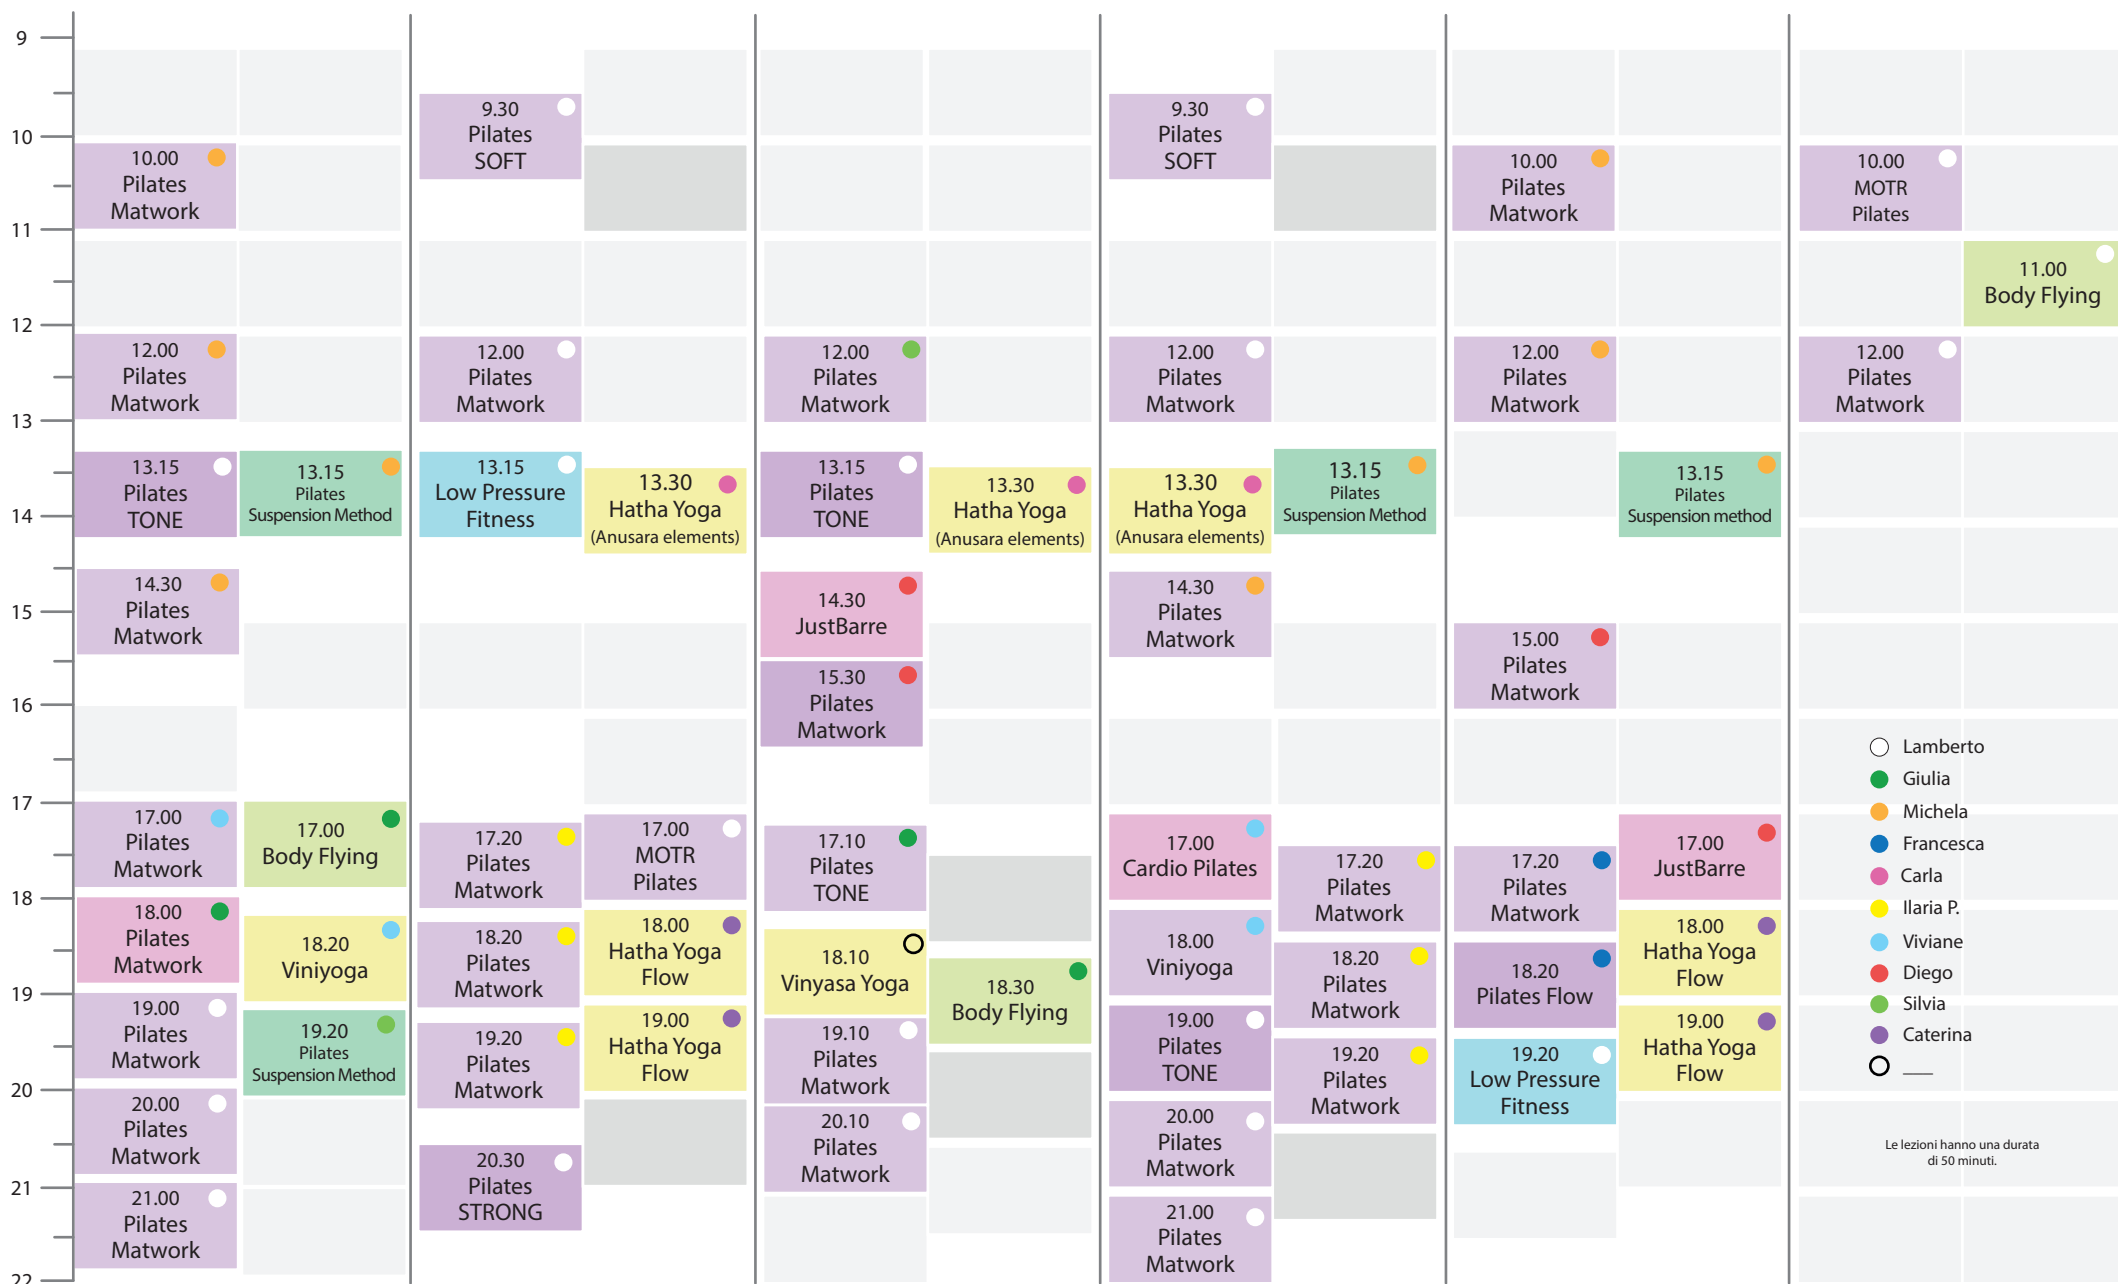 9
10
11
12
13
14
15
16
17
18
19
20
21
22
10.00
Pilates
Matwork
12.00
Pilates
Matwork
13.15
Pilates
TONE
14.30
Pilates
Matwork
17.00
Pilates
Matwork
18.00
Pilates
Matwork
19.00
Pilates
Matwork
20.00
Pilates
Matwork
21.00
Pilates
Matwork
13.15
Pilates
Suspension Method
17.00
Body Flying
18.20
Viniyoga
19.20
Pilates
Suspension Method
9.30
Pilates
SOFT
12.00
Pilates
Matwork
13.15
Low Pressure
Fitness
17.20
Pilates
Matwork
18.20
Pilates
Matwork
19.20
Pilates
Matwork
20.30
Pilates
STRONG
13.30
Hatha Yoga
(Anusara elements)
17.00
MOTR
Pilates
18.00
Hatha Yoga
Flow
19.00
Hatha Yoga
Flow
12.00
Pilates
Matwork
13.15
Pilates
TONE
14.30
JustBarre
15.30
Pilates
Matwork
17.10
Pilates
TONE
18.10
Vinyasa Yoga
19.10
Pilates
Matwork
20.10
Pilates
Matwork
13.30
Hatha Yoga
(Anusara elements)
18.30
Body Flying
9.30
Pilates
SOFT
12.00
Pilates
Matwork
13.30
Hatha Yoga
(Anusara elements)
14.30
Pilates
Matwork
17.00
Cardio Pilates
18.00
Viniyoga
19.00
Pilates
TONE
20.00
Pilates
Matwork
21.00
Pilates
Matwork
13.15
Pilates
Suspension Method
17.20
Pilates
Matwork
18.20
Pilates
Matwork
19.20
Pilates
Matwork
10.00
Pilates
Matwork
12.00
Pilates
Matwork
15.00
Pilates
Matwork
17.20
Pilates
Matwork
18.20
Pilates Flow
19.20
Low Pressure
Fitness
13.15
Pilates
Suspension method
17.00
JustBarre
18.00
Hatha Yoga
Flow
19.00
Hatha Yoga
Flow
10.00
MOTR
Pilates
12.00
Pilates
Matwork
11.00
Body Flying
Lamberto
Giulia
Michela
Francesca
Carla
Ilaria P.
Viviane
Diego
Silvia
Caterina
___
Le lezioni hanno una durata
di 50 minuti.